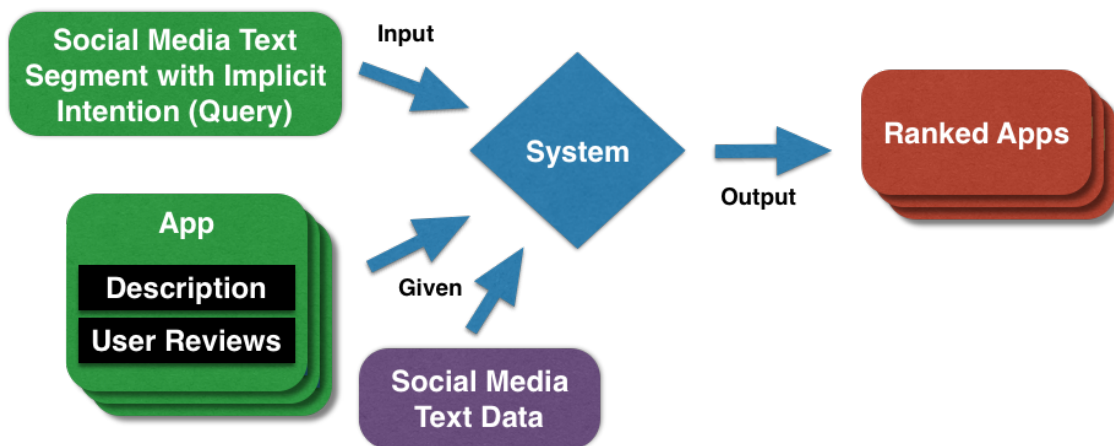 Social Media Text
Segment with Implicit
Intention (Query)
Input
System
Ranked Apps
Output
App
Description
User Reviews
Given
Social Media
Text Data